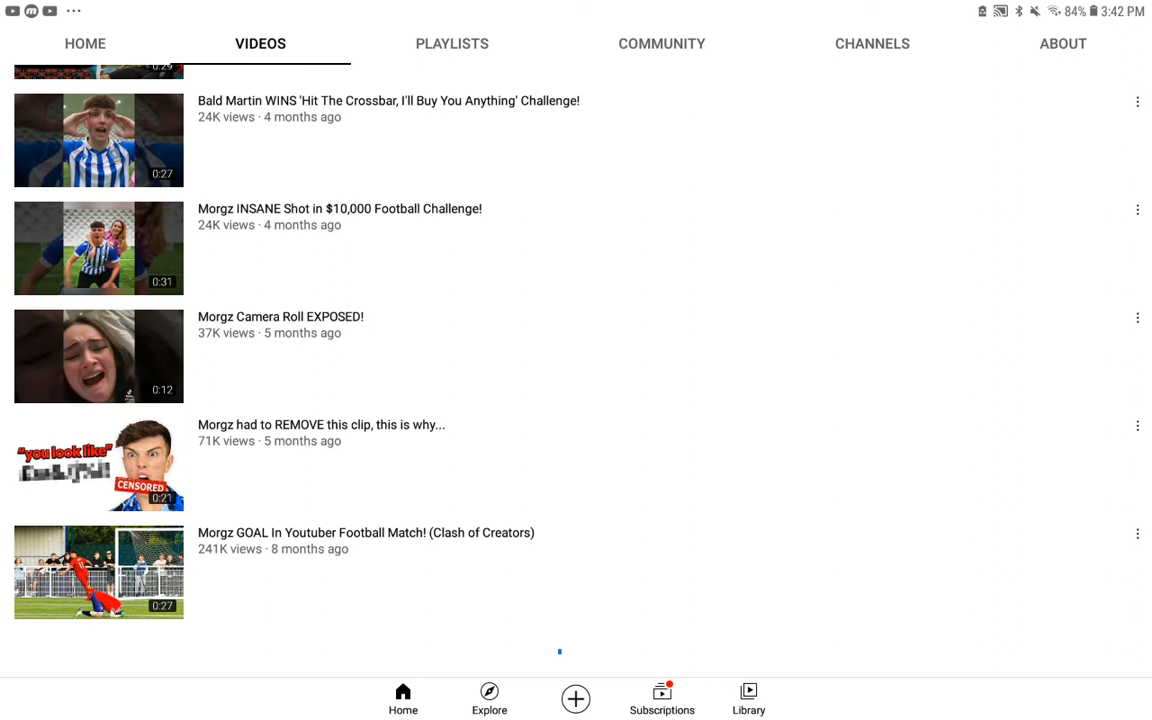 84% 3:42 PM
HOME VIDEOS PLAYLISTS COMMUNITY CHANNELS ABOUT
0:29
Bald Martin WINS 'Hit The Crossbar, I'll Buy You Anything' Challenge!
24K views · 4 months ago
0:27
Morgz INSANE Shot in $10,000 Football Challenge!
24K views · 4 months ago
0:31
Morgz Camera Roll EXPOSED!
37K views · 5 months ago
0:12
Morgz had to REMOVE this clip, this is why...
71K views · 5 months ago
"you look like"
CENSORED
0:21
Morgz GOAL In Youtuber Football Match! (Clash of Creators)
241K views · 8 months ago
0:27
Home Explore Subscriptions Library